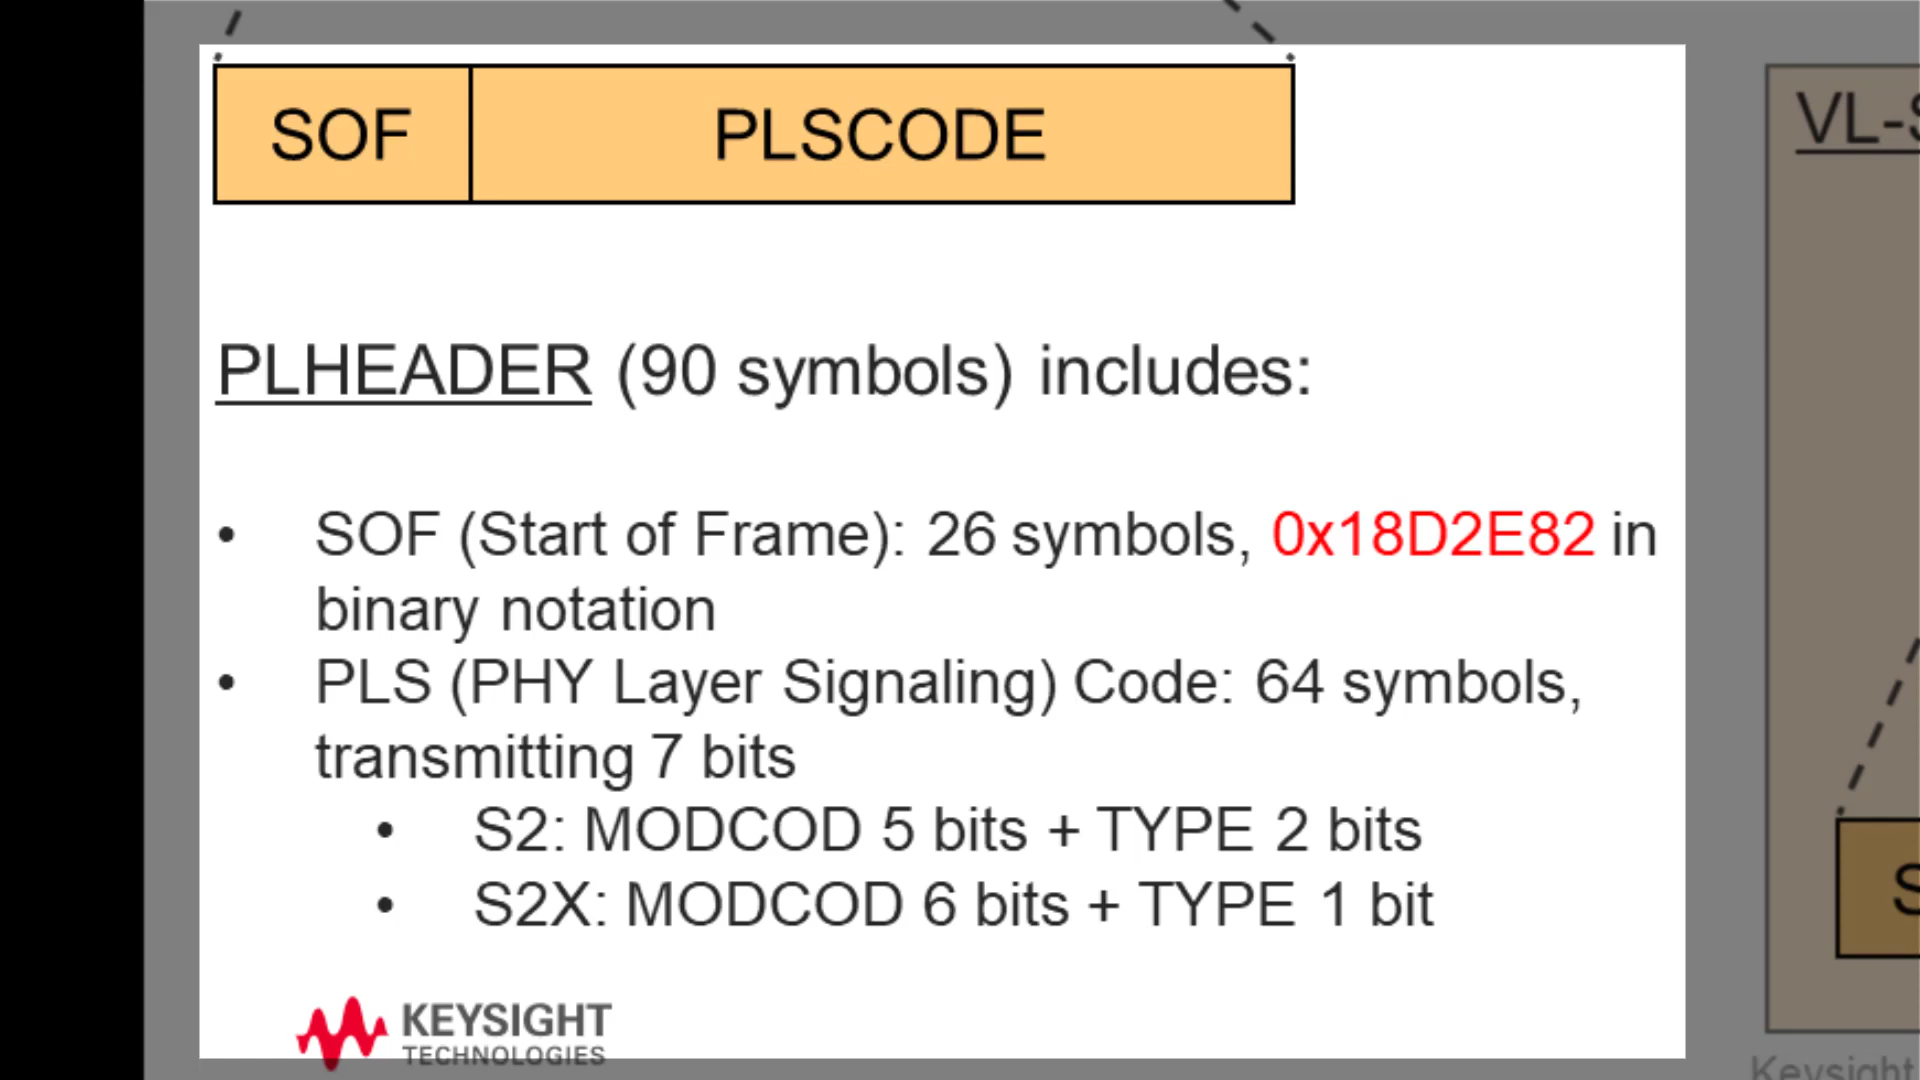 SOF PLSCODE
PLHEADER (90 symbols) includes:
• SOF (Start of Frame): 26 symbols, 0x18D2E82 in
binary notation
• PLS (PHY Layer Signaling) Code: 64 symbols,
transmitting 7 bits
• S2: MODCOD 5 bits + TYPE 2 bits
• S2X: MODCOD 6 bits + TYPE 1 bit
KEYSIGHT
TECHNOLOGIES
VL-S
S
Keysight